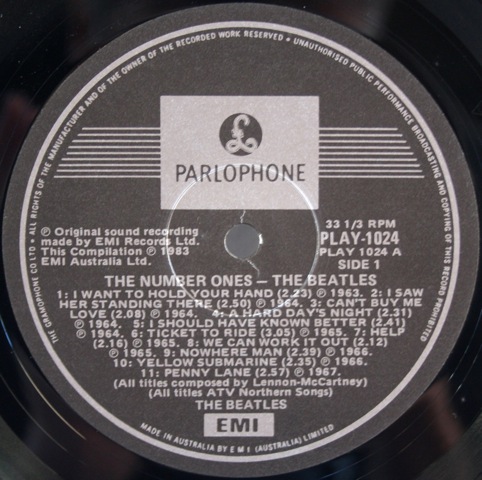 THE GRAMOPHONE CO LTD • ALL RIGHTS OF THE MANUFACTURER AND OF THE OWNER OF THE RECORDED WORK RESERVED • UNAUTHORISED PUBLIC PERFORMANCE BROADCASTING AND COPYING OF THIS RECORD PROHIBITED
£
PARLOPHONE
℗ Original sound recording
made by EMI Records Ltd.
This Compilation ℗ 1983
EMI Australia Ltd.
33 1/3 RPM
PLAY-1024
PLAY 1024 A
SIDE 1
THE NUMBER ONES – THE BEATLES
1: I WANT TO HOLD YOUR HAND (2.23) ℗ 1963. 2: I SAW
HER STANDING THERE (2.50) ℗ 1963. 3: CAN'T BUY ME
LOVE (2.08) ℗ 1964. 4: A HARD DAY'S NIGHT (2.31)
℗ 1964. 5: I SHOULD HAVE KNOWN BETTER (2.41)
℗ 1964. 6: TICKET TO RIDE (3.05) ℗ 1965. 7: HELP
(2.16) ℗ 1965. 8: WE CAN WORK IT OUT (2.12)
℗ 1965. 9: NOWHERE MAN (2.39) ℗ 1966.
10: YELLOW SUBMARINE (2.35) ℗ 1966.
11: PENNY LANE (2.57) ℗ 1967.
(All titles composed by Lennon-McCartney)
(All titles ATV Northern Songs)
THE BEATLES
EMI
MADE IN AUSTRALIA BY E M I (AUSTRALIA) LIMITED